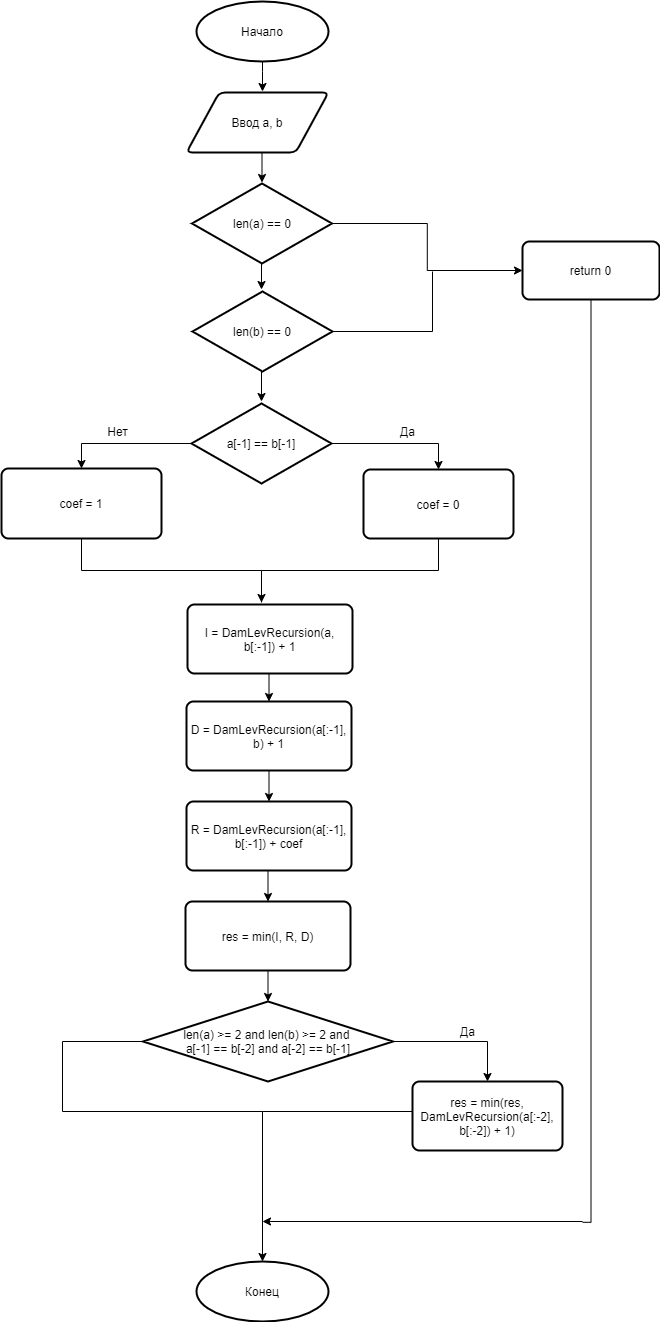 Начало
Ввод a, b
len(a) == 0
return 0
len(b) == 0
a[-1] == b[-1]
Нет
Да
coef = 1
coef = 0
I = DamLevRecursion(a,
b[:-1]) + 1
D = DamLevRecursion(a[:-1],
b) + 1
R = DamLevRecursion(a[:-1],
b[:-1]) + coef
res = min(I, R, D)
len(a) >= 2 and len(b) >= 2 and
a[-1] == b[-2] and a[-2] == b[-1]
Да
res = min(res,
DamLevRecursion(a[:-2],
b[:-2]) + 1)
Конец